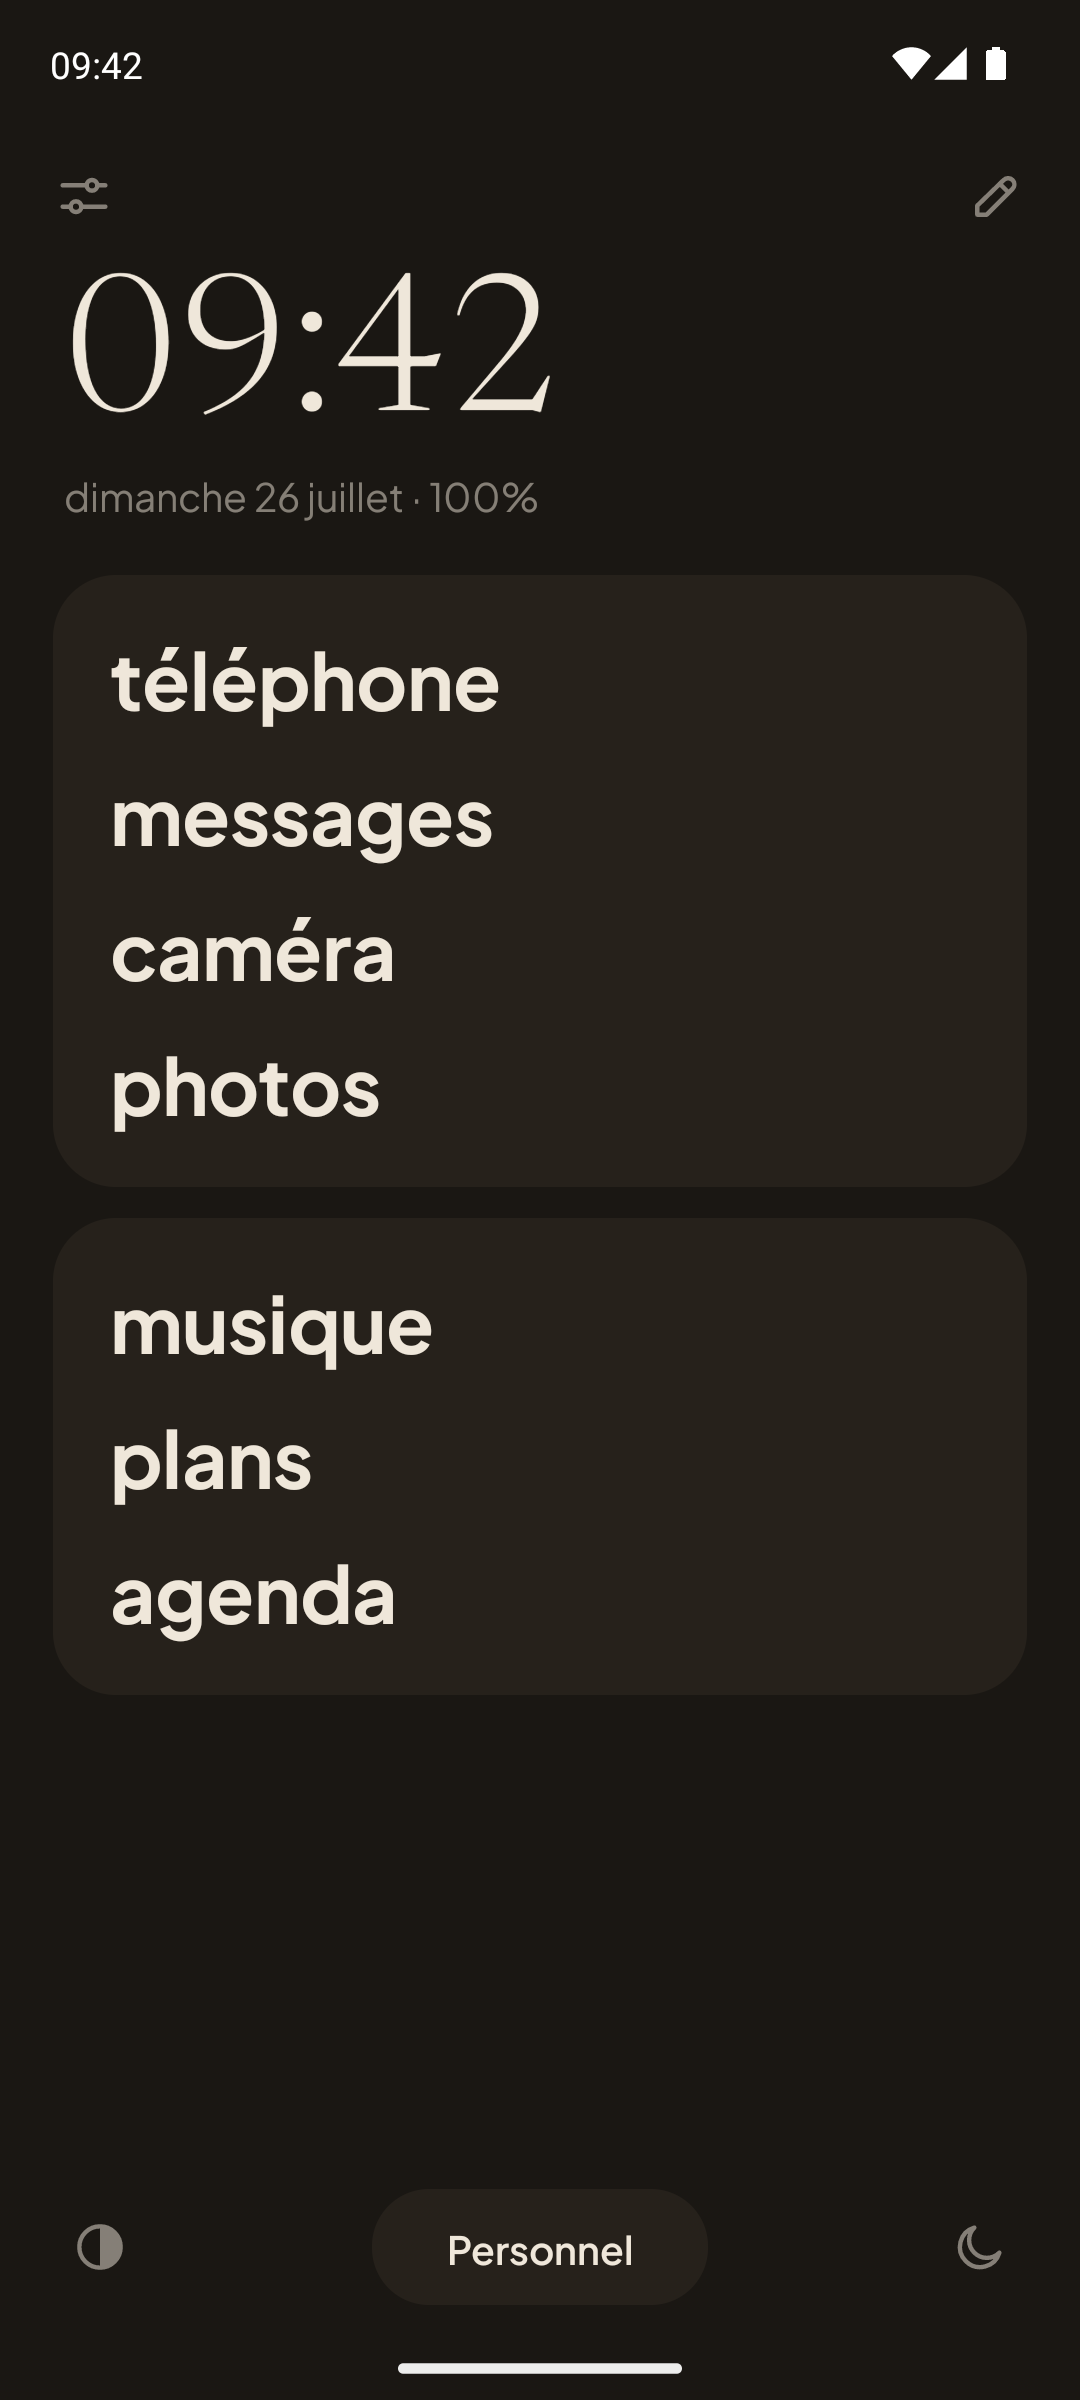 09:42
09:42
dimanche 26 juillet · 100%
téléphone
messages
caméra
photos
musique
plans
agenda
Personnel